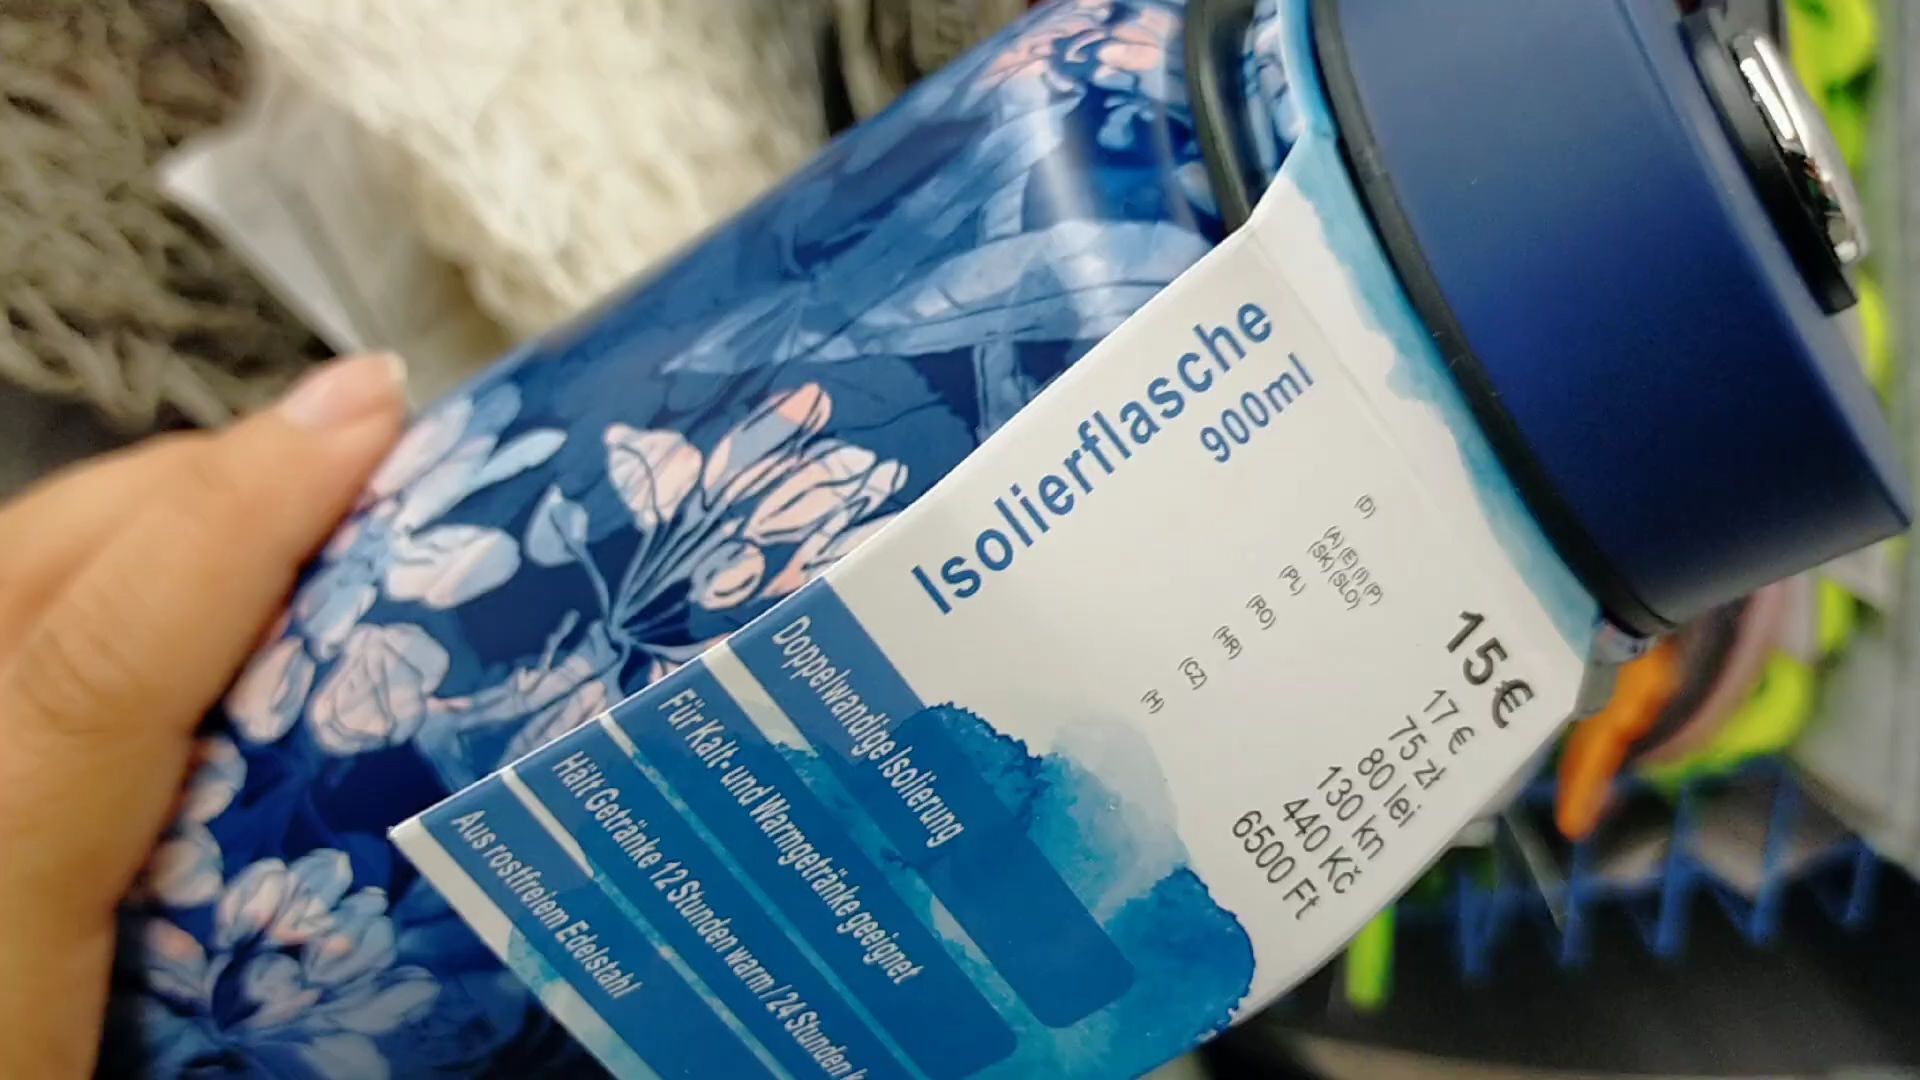 Isolierflasche
900ml
(D) 15€
(A) (E) (I) (P)
(SK) (SLO) 17 €
(PL) 75 zł
(RO) 80 lei
(HR) 130 kn
(CZ) 440 Kč
(H) 6500 Ft
Doppelwandige Isolierung
Für Kalt- und Warmgetränke geeignet
Hält Getränke 12 Stunden warm / 24 Stunden
Aus rostfreiem Edelstahl